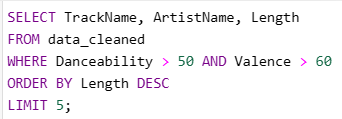 SELECT TrackName, ArtistName, Length
FROM data_cleaned
WHERE Danceability > 50 AND Valence > 60
ORDER BY Length DESC
LIMIT 5;